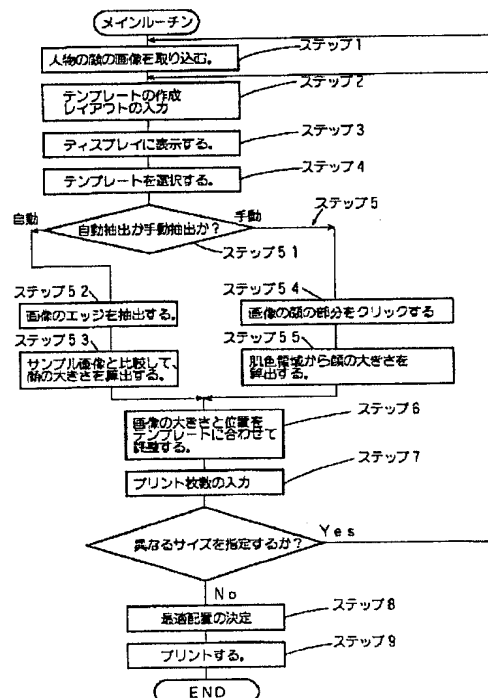 メインルーチン
ステップ1
人物の顔の画像を取り込む。
ステップ2
テンプレートの作成
レイアウトの入力
ステップ3
ディスプレイに表示する。
ステップ4
テンプレートを選択する。
自動
手動
ステップ5
自動抽出か手動抽出か?
ステップ51
ステップ52
画像のエッジを抽出する。
ステップ53
サンプル画像と比較して、
顔の大きさを算出する。
ステップ54
画像の顔の部分をクリックする
ステップ55
肌色領域から顔の大きさを
算出する。
ステップ6
画像の大きさと位置を
テンプレートに合わせて
調整する。
ステップ7
プリント枚数の入力
異なるサイズを指定するか?
Yes
No
ステップ8
最適配置の決定
ステップ9
プリントする。
END